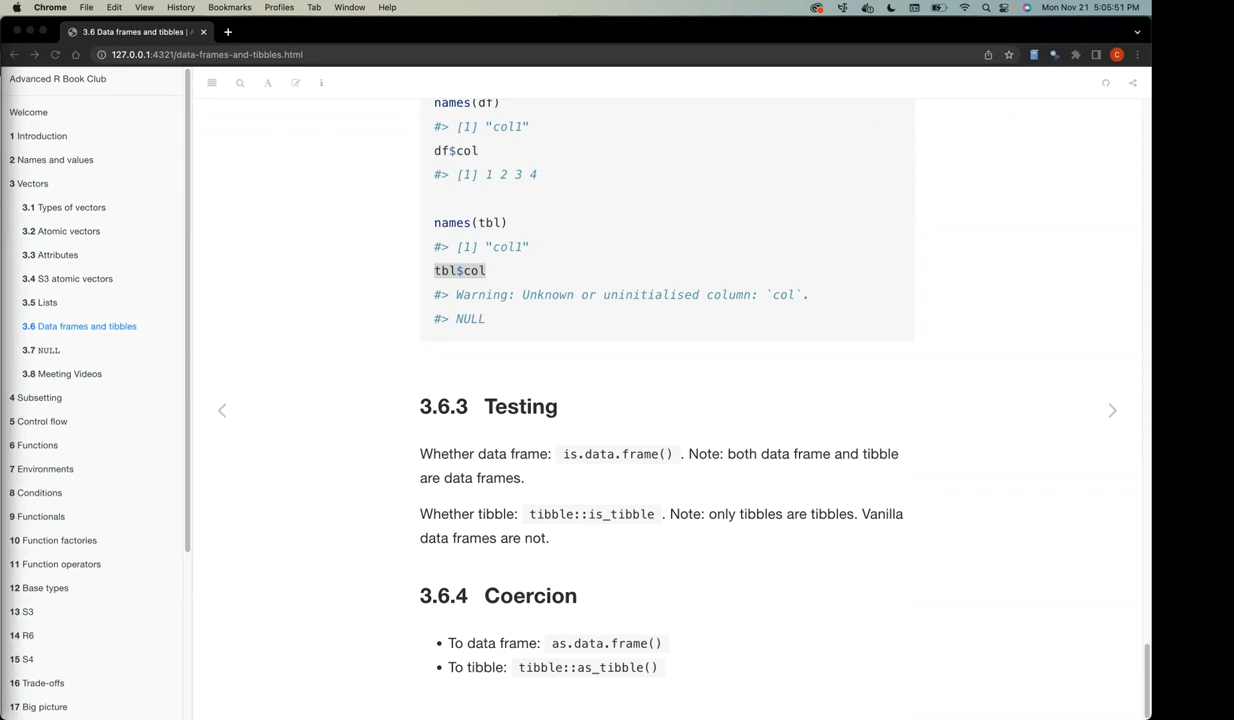 Chrome File Edit View History Bookmarks Profiles Tab Window Help Mon Nov 21 5:05:51 PM
3.6 Data frames and tibbles |
127.0.0.1:4321/data-frames-and-tibbles.html
C
Advanced R Book Club
Welcome
1 Introduction
2 Names and values
3 Vectors
3.1 Types of vectors
3.2 Atomic vectors
3.3 Attributes
3.4 S3 atomic vectors
3.5 Lists
3.6 Data frames and tibbles
3.7 NULL
3.8 Meeting Videos
4 Subsetting
5 Control flow
6 Functions
7 Environments
8 Conditions
9 Functionals
10 Function factories
11 Function operators
12 Base types
13 S3
14 R6
15 S4
16 Trade-offs
17 Big picture
names(df)
#> [1] "col1"
df$col
#> [1] 1 2 3 4
names(tbl)
#> [1] "col1"
tbl$col
#> Warning: Unknown or uninitialised column: `col`.
#> NULL
3.6.3 Testing
Whether data frame: is.data.frame() . Note: both data frame and tibble
are data frames.
Whether tibble: tibble::is_tibble . Note: only tibbles are tibbles. Vanilla
data frames are not.
3.6.4 Coercion
• To data frame: as.data.frame()
• To tibble: tibble::as_tibble()